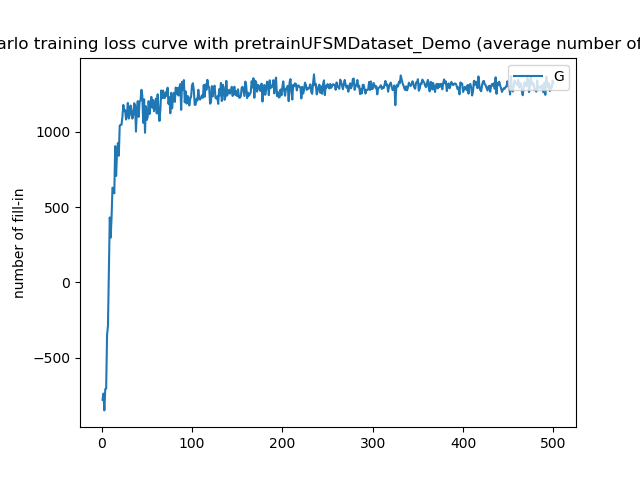 arlo training loss curve with pretrainUFSMDataset_Demo (average number of
G
number of fill-in
1000
500
0
−500
0 100 200 300 400 500